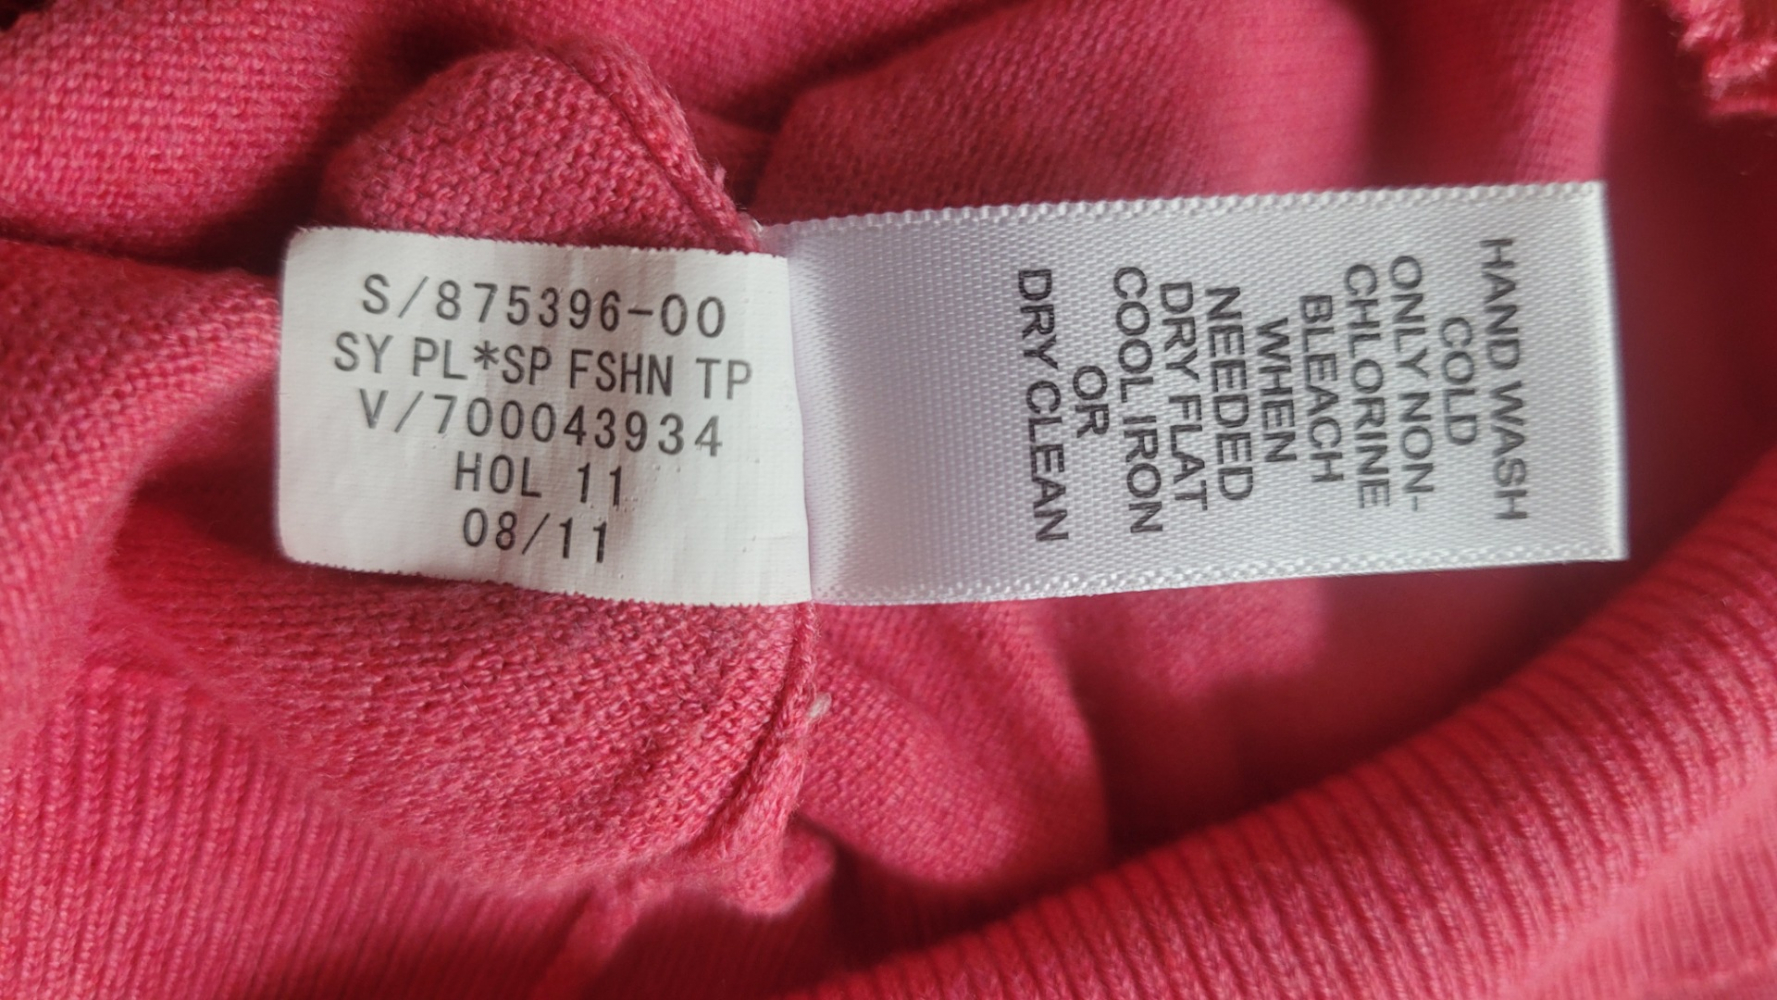 S/875396-00
SY PL*SP FSHN TP
V/700043934
HOL 11
08/11
HAND WASH
COLD
ONLY NON-
CHLORINE
BLEACH
WHEN
NEEDED
DRY FLAT
COOL IRON
OR
DRY CLEAN